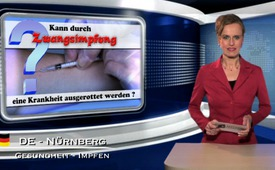 Kann durch
Zwangsimpfung
?
eine Krankheit ausgerottet werden ?
DE - Nürnberg
Gesundheit - Impfen